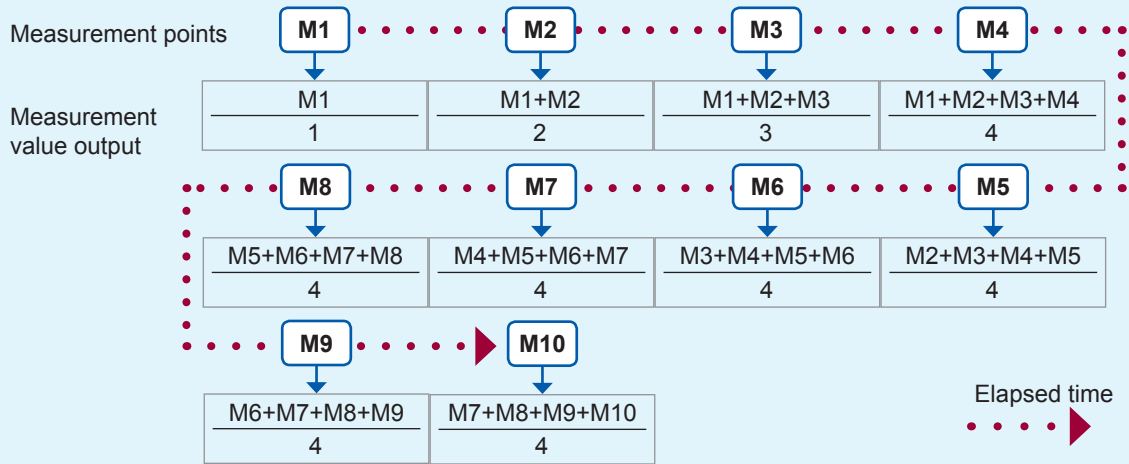 Measurement points
M1 M2 M3 M4
Measurement
value output
M1 M1+M2 M1+M2+M3 M1+M2+M3+M4
1 2 3 4
M8 M7 M6 M5
M5+M6+M7+M8 M4+M5+M6+M7 M3+M4+M5+M6 M2+M3+M4+M5
4 4 4 4
M9 M10
M6+M7+M8+M9 M7+M8+M9+M10
4 4
Elapsed time